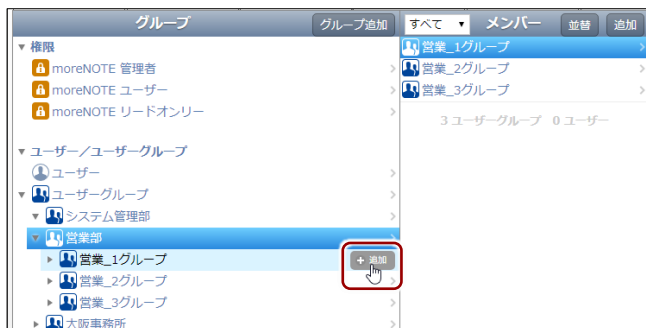 グループ
グループ追加
▼ 権限
moreNOTE 管理者
moreNOTE ユーザー
moreNOTE リードオンリー
▼ ユーザー／ユーザーグループ
ユーザー
▼ ユーザーグループ
▼ システム管理部
▼ 営業部
▶ 営業_1グループ
+ 追加
▶ 営業_2グループ
▶ 営業_3グループ
▶ 大阪事務所
すべて ▼ メンバー 並替 追加
営業_1グループ
営業_2グループ
営業_3グループ
3 ユーザーグループ 0 ユーザー